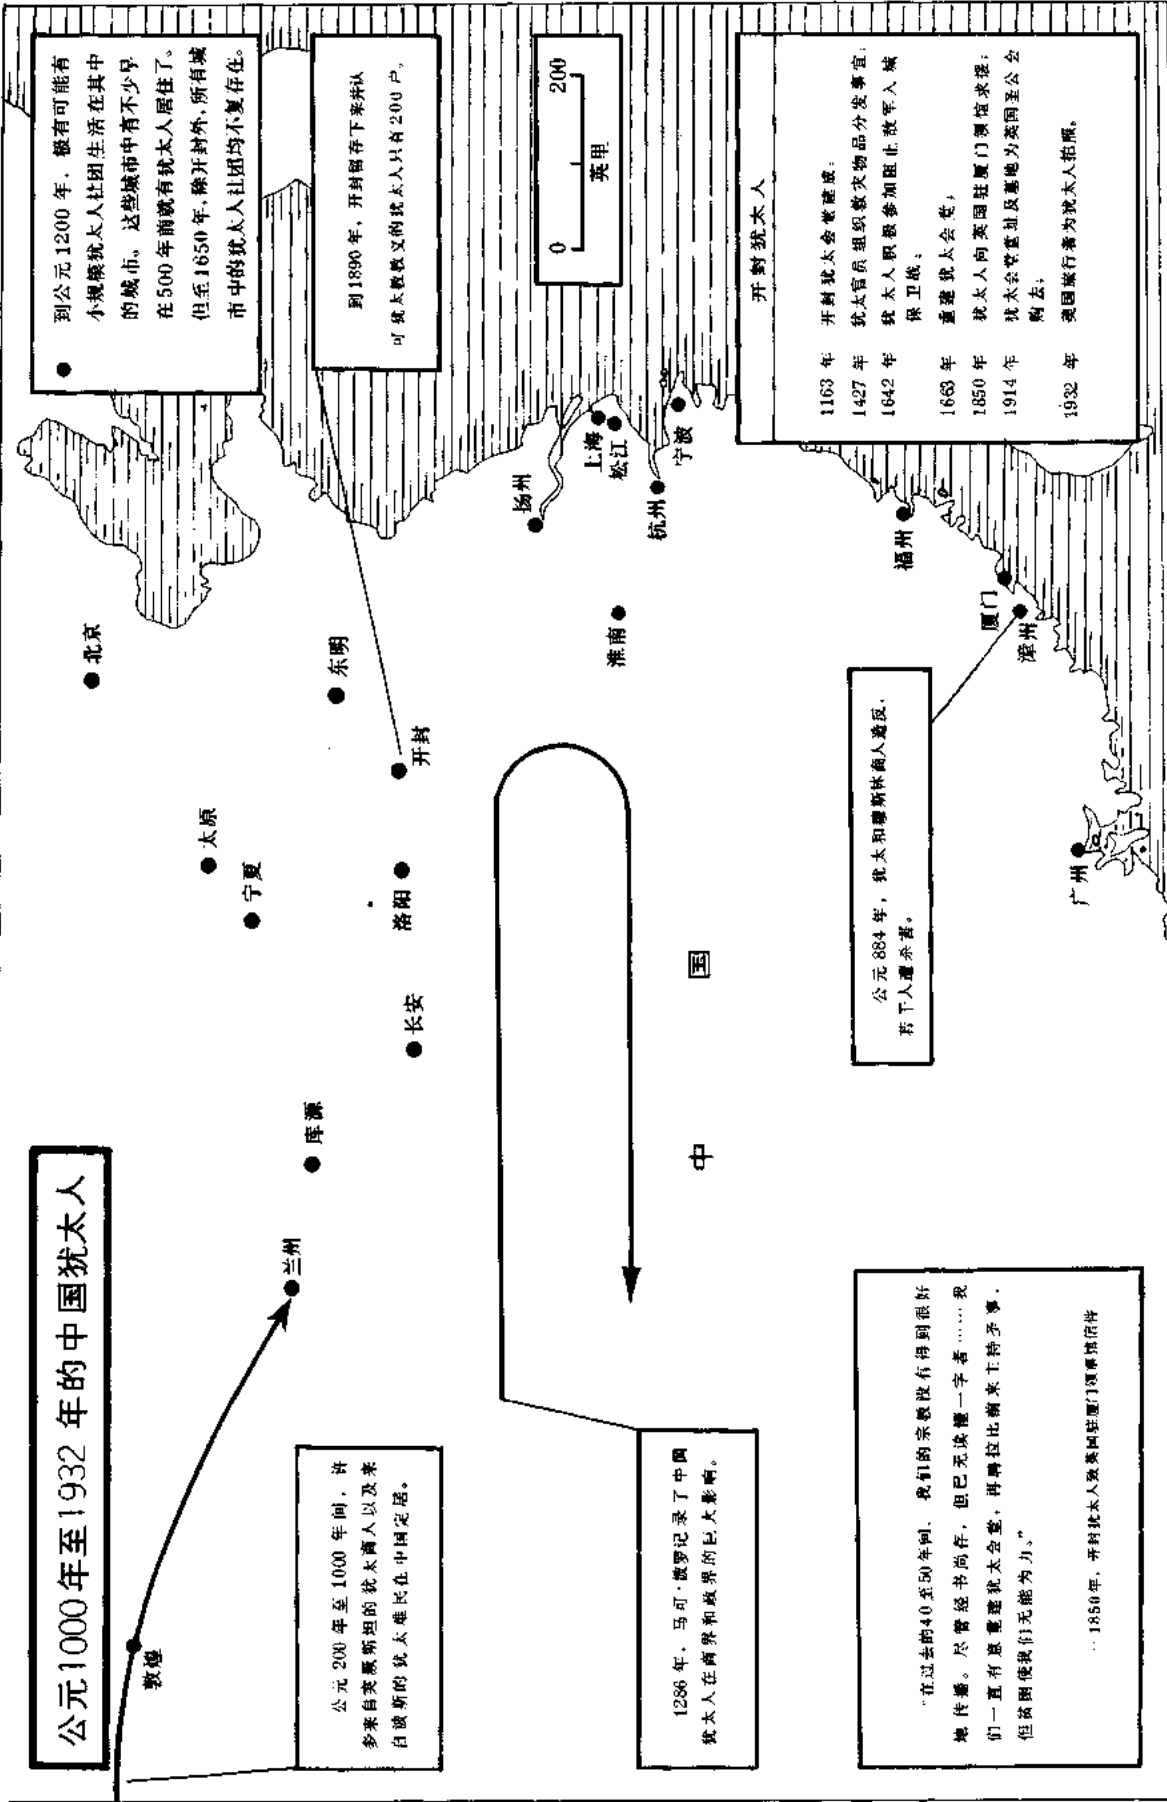 公元1000年至1932年的中国犹太人
● 到公元1200年，极有可能有
小规模犹太人社团生活在其中
的城市。这些城市中有不少早
在500年前就有犹太人居住了。
但至1650年，除开封外，所有城
市中的犹太人社团均不复存在。
到1890年，开封留存下来并认
可犹太教教义的犹太人只有200户。
0 200
英里
敦煌
兰州
库源
长安
宁夏
太原
洛阳
北京
东明
开封
扬州
上海
松江
杭州
宁波
淮南
福州
厦门
漳州
广州
中国
公元200年至1000年间，许
多来自英厥斯坦的犹太商人以及来
自波斯的犹太难民在中国定居。
1286年，马可·波罗记录了中国
犹太人在商界和政界的巨大影响。
公元884年，犹太和穆斯林商人造反，
若干人遭杀害。
“在过去的40至50年间，我们的宗教没有得到很好
地传播。尽管经书尚存，但已无读懂一字者……我
们一直有意重建犹太会堂，再聘拉比前来主持矛事，
但贫困使我们无能为力。”
··1850年，开封犹太人致英国驻厦门领事馆信件
开封犹太人
1163年 开封犹太会堂建成；
1427年 犹太官员组织救灾物品分发事宜；
1642年 犹太人积极参加阻止敌军入城
保卫战；
1663年 重建犹太会堂；
1850年 犹太人向英国驻厦门领馆求援；
1914年 犹太会堂堂址及墓地为英国圣公会
购去；
1932年 美国旅行者为犹太人拍照。